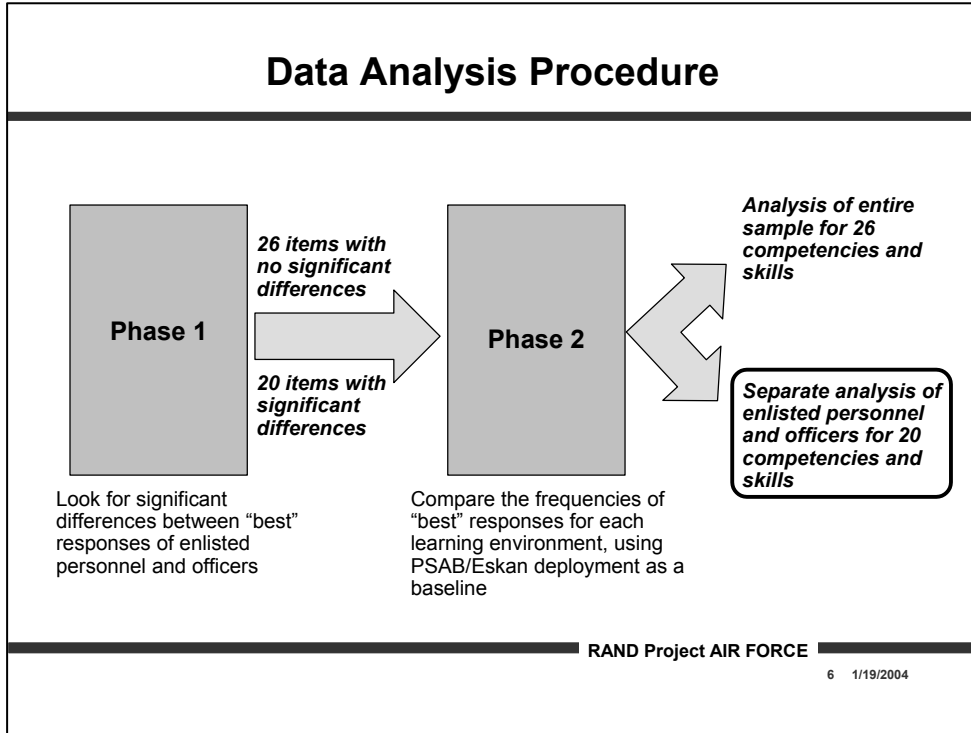 Data Analysis Procedure
Phase 1
26 items with
no significant
differences
20 items with
significant
differences
Look for significant
differences between “best”
responses of enlisted
personnel and officers
Phase 2
Compare the frequencies of
“best” responses for each
learning environment, using
PSAB/Eskan deployment as a
baseline
Analysis of entire
sample for 26
competencies and
skills
Separate analysis of
enlisted personnel
and officers for 20
competencies and
skills
RAND Project AIR FORCE
6 1/19/2004